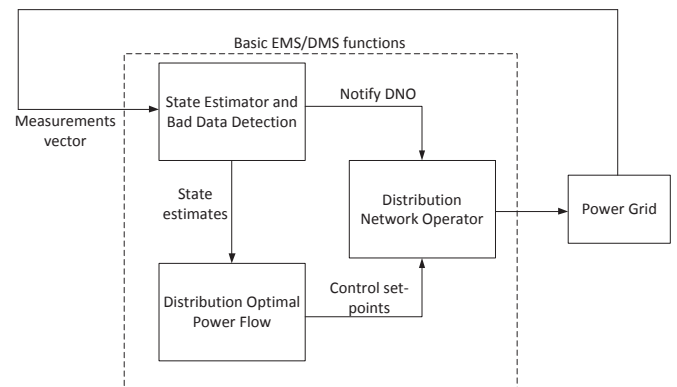 Basic EMS/DMS functions
State Estimator and
Bad Data Detection
Notify DNO
Measurements
vector
State
estimates
Distribution
Network Operator
Power Grid
Distribution Optimal
Power Flow
Control set-
points